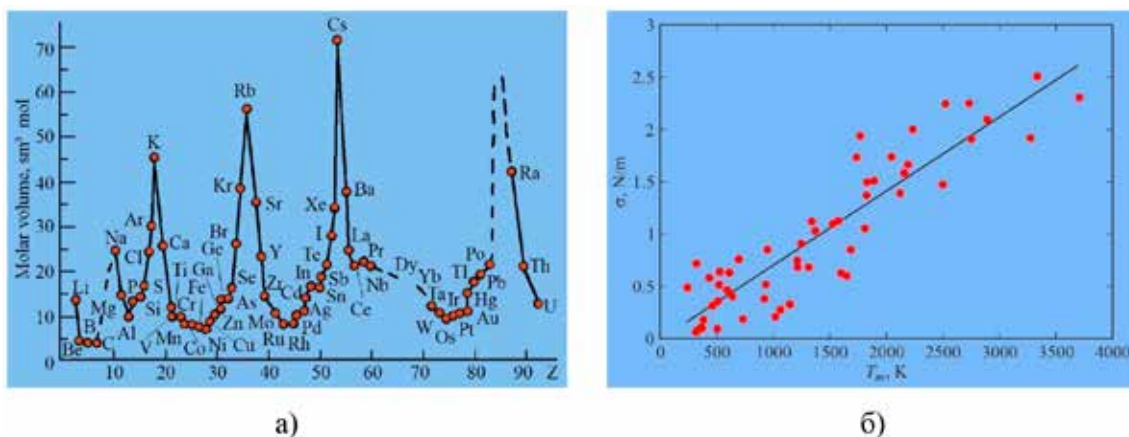 Molar volume, sm³ mol
70
60
50
40
30
20
10
0
10
20
30
40
50
60
70
80
90
Z
Li
Be
B
C
Na
Mg
Al
Si
P
S
Cl
Ar
K
Ca
Ti
V
Cr
Mn
Fe
Co
Ni
Cu
Zn
Ga
Ge
As
Se
Br
Kr
Rb
Sr
Y
Zr
Mo
Ru
Rh
Pd
Ag
Cd
In
Sn
Sb
Te
I
Xe
Cs
Ba
La
Ce
Pr
Nb
Dy
Yb
Ta
W
Os
Ir
Pt
Au
Hg
Tl
Pb
Po
Ra
Th
U
а)
σ, N/m
3
2.5
2
1.5
1
0.5
0
0
500
1000
1500
2000
2500
3000
3500
4000
Tm, K
б)